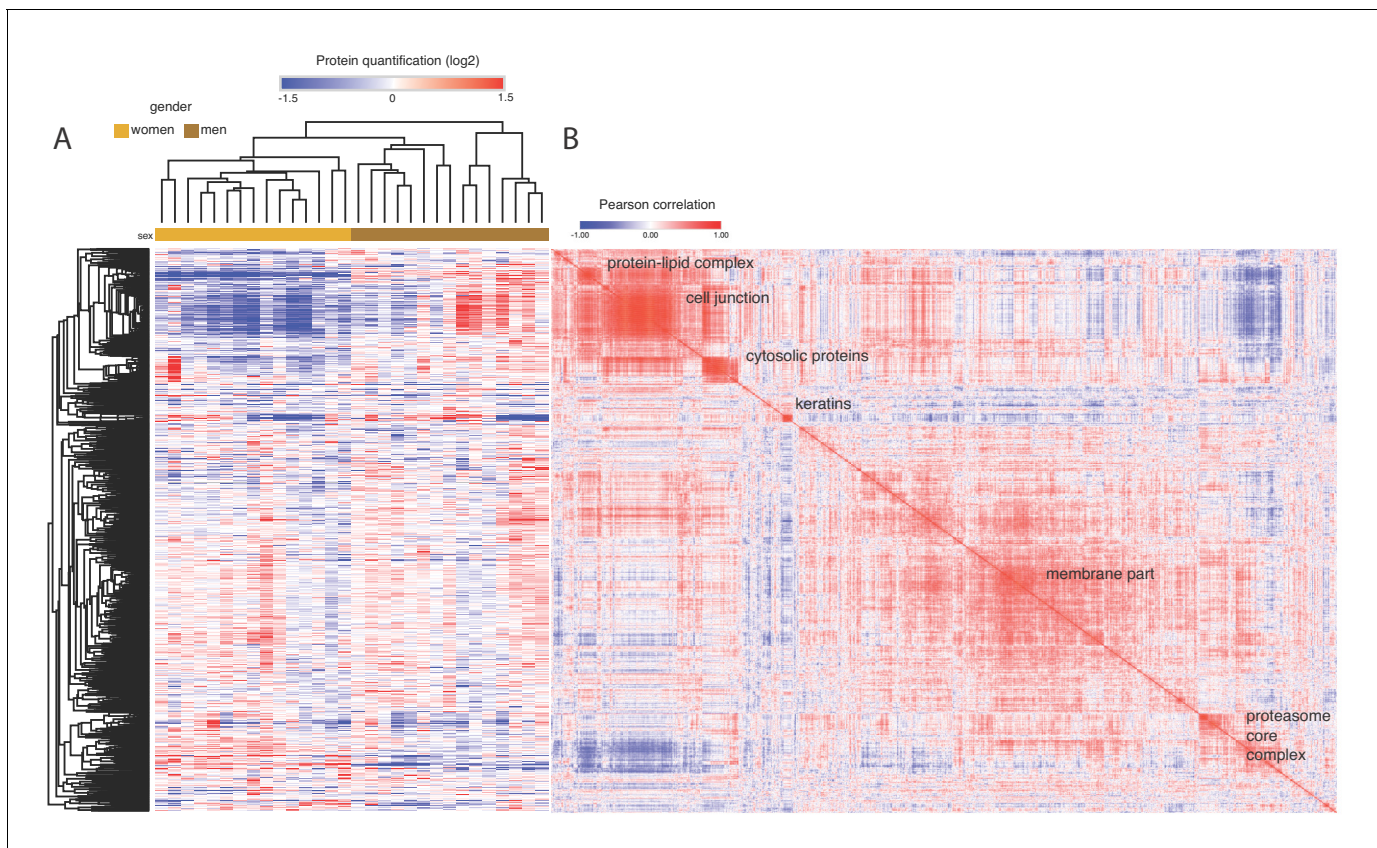 Protein quantification (log2)
-1.5 0 1.5
gender
women men
A
B
Pearson correlation
-1.00 0.00 1.00
sex
protein-lipid complex
cell junction
cytosolic proteins
keratins
membrane part
proteasome
core
complex